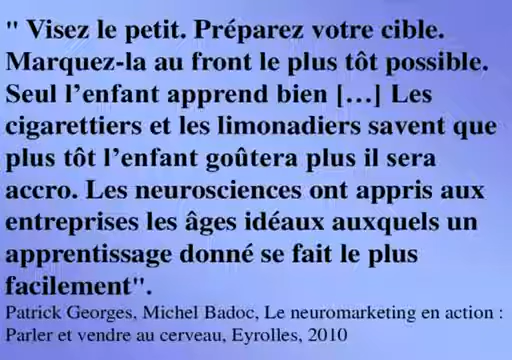 " Visez le petit. Préparez votre cible.
Marquez-la au front le plus tôt possible.
Seul l’enfant apprend bien […] Les
cigarettiers et les limonadiers savent que
plus tôt l’enfant goûtera plus il sera
accro. Les neurosciences ont appris aux
entreprises les âges idéaux auxquels un
apprentissage donné se fait le plus
facilement".
Patrick Georges, Michel Badoc, Le neuromarketing en action :
Parler et vendre au cerveau, Eyrolles, 2010